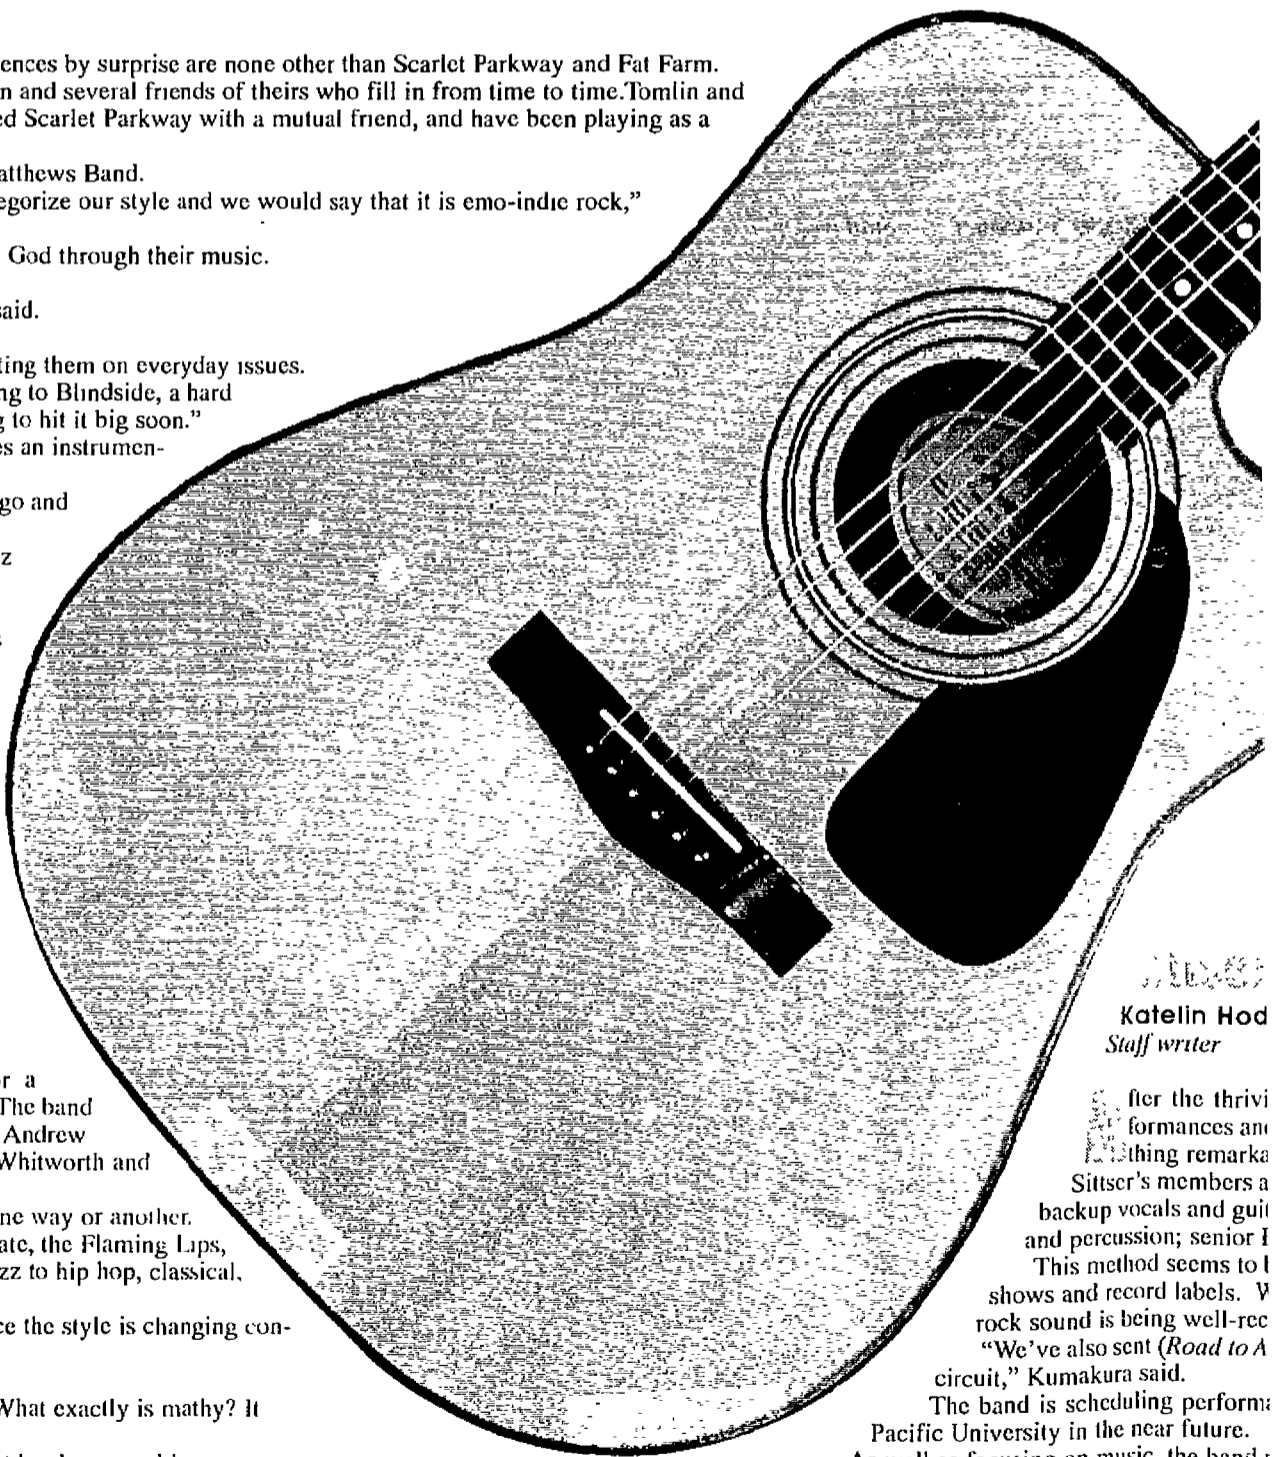 ences by surprise are none other than Scarlet Parkway and Fat Farm.
n and several friends of theirs who fill in from time to time.Tomlin and
ed Scarlet Parkway with a mutual friend, and have been playing as a
atthews Band.
egorize our style and we would say that it is emo-indie rock,"
God through their music.
said.
ting them on everyday issues.
ng to Blindside, a hard
g to hit it big soon."
es an instrumen-
go and
z
r a
The band
Andrew
Whitworth and
ne way or another.
ate, the Flaming Lips,
zz to hip hop, classical,
ce the style is changing con-
What exactly is mathy? It
Katelin Hod
Staff writer
fter the thrivi
formances and
thing remarka
Sittser's members a
backup vocals and guit
and percussion; senior
This method seems to
shows and record labels. W
rock sound is being well-rec
"We've also sent (Road to A
circuit," Kumakura said.
The band is scheduling performa
Pacific University in the near future.